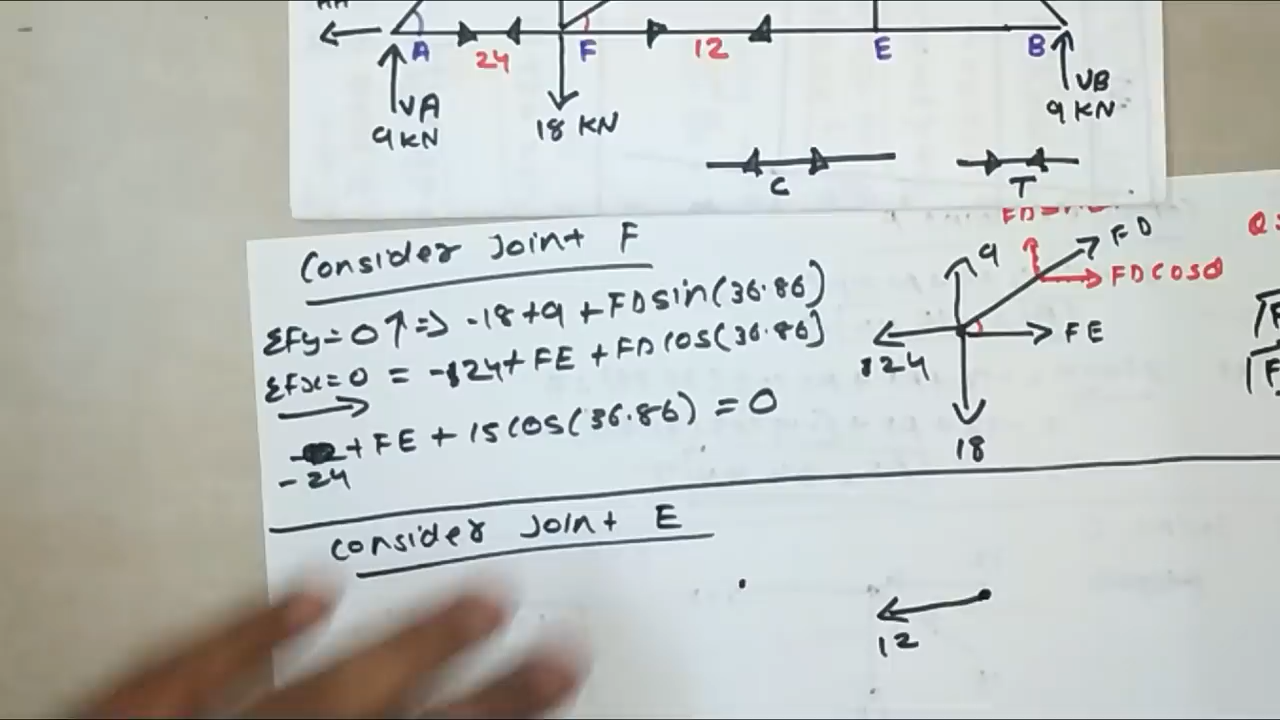 A 24 F 12 E B
VA
9 KN
18 KN
VB
9 KN
C
T
Consider Joint F
ΣFy = 0 ↑ => -18+9 + FD sin(36.86)
ΣFx = 0 = -24 + FE + FD cos(36.86)
+ FE + 15 cos(36.86) = 0
-24
9
FD
FD cos θ
FE
24
18
Consider Joint E
12